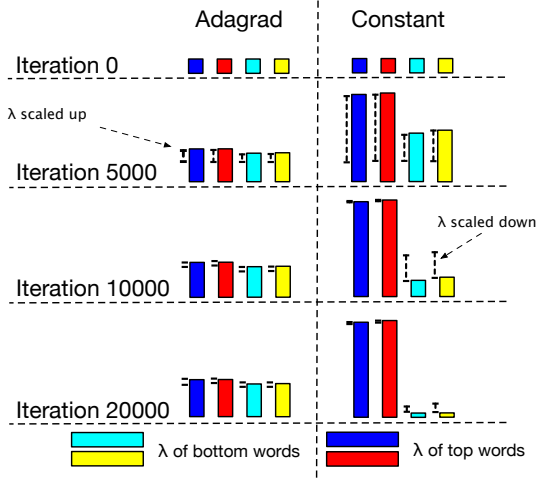 Adagrad Constant
Iteration 0
λ scaled up
Iteration 5000
λ scaled down
Iteration 10000
Iteration 20000
λ of bottom words λ of top words